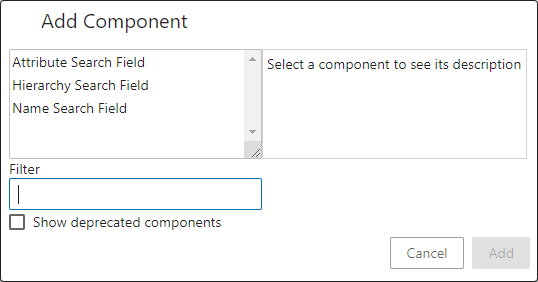 Add Component
Attribute Search Field
Hierarchy Search Field
Name Search Field
Select a component to see its description
Filter
Show deprecated components
Cancel
Add